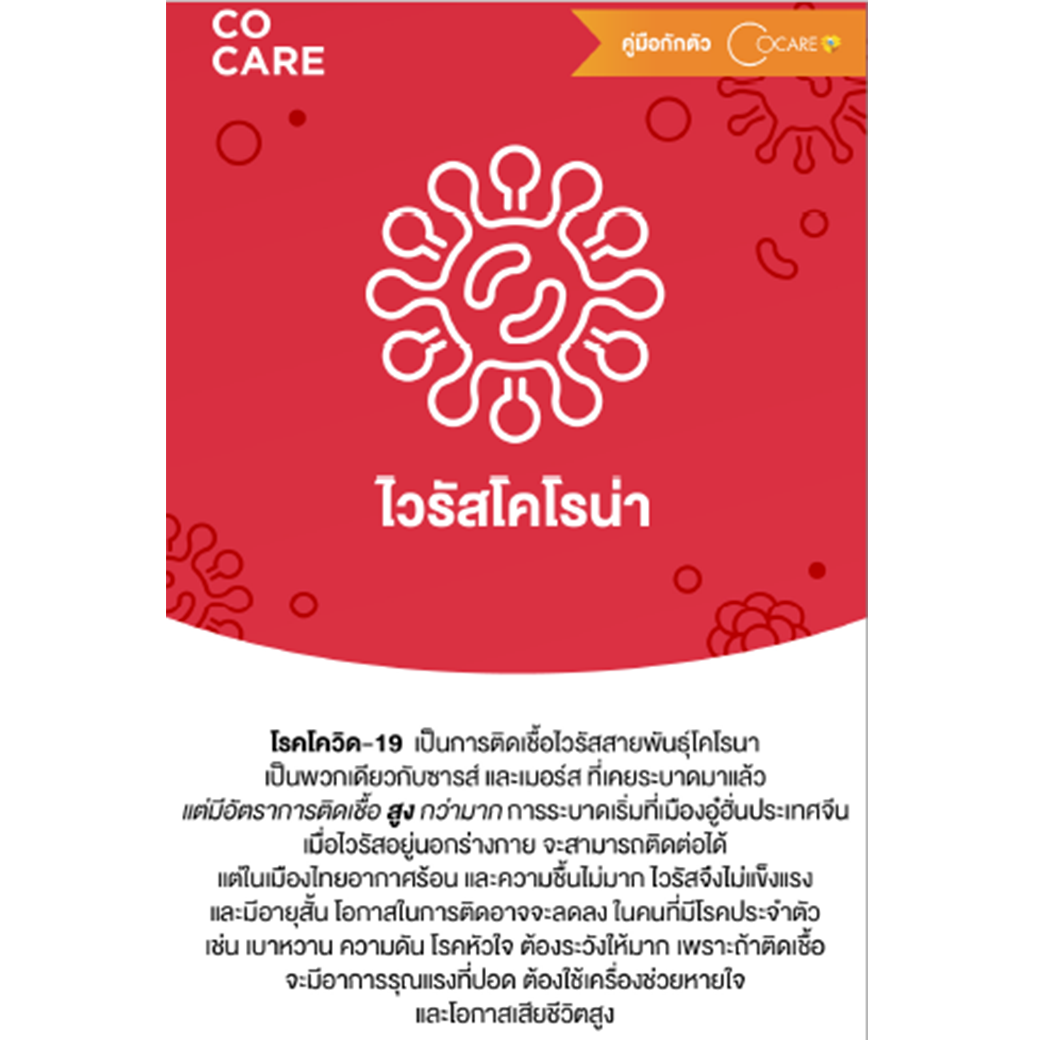 CO
CARE
คู่มือกักตัว
COCARE
ไวรัสโคโรน่า
โรคโควิด-19 เป็นการติดเชื้อไวรัสสายพันธุ์โคโรนา
เป็นพวกเดียวกับซารส์ และเมอร์ส ที่เคยระบาดมาแล้ว
แต่มีอัตราการติดเชื้อ สูง กว่ามาก การระบาดเริ่มที่เมืองอู๋ฮั่นประเทศจีน
เมื่อไวรัสอยู่นอกร่างกาย จะสามารถติดต่อได้
แต่ในเมืองไทยอากาศร้อน และความชื้นไม่มาก ไวรัสจึงไม่แข็งแรง
และมีอายุสั้น โอกาสในการติดอาจจะลดลง ในคนที่มีโรคประจำตัว
เช่น เบาหวาน ความดัน โรคหัวใจ ต้องระวังให้มาก เพราะถ้าติดเชื้อ
จะมีอาการรุณแรงที่ปอด ต้องใช้เครื่องช่วยหายใจ
และโอกาสเสียชีวิตสูง